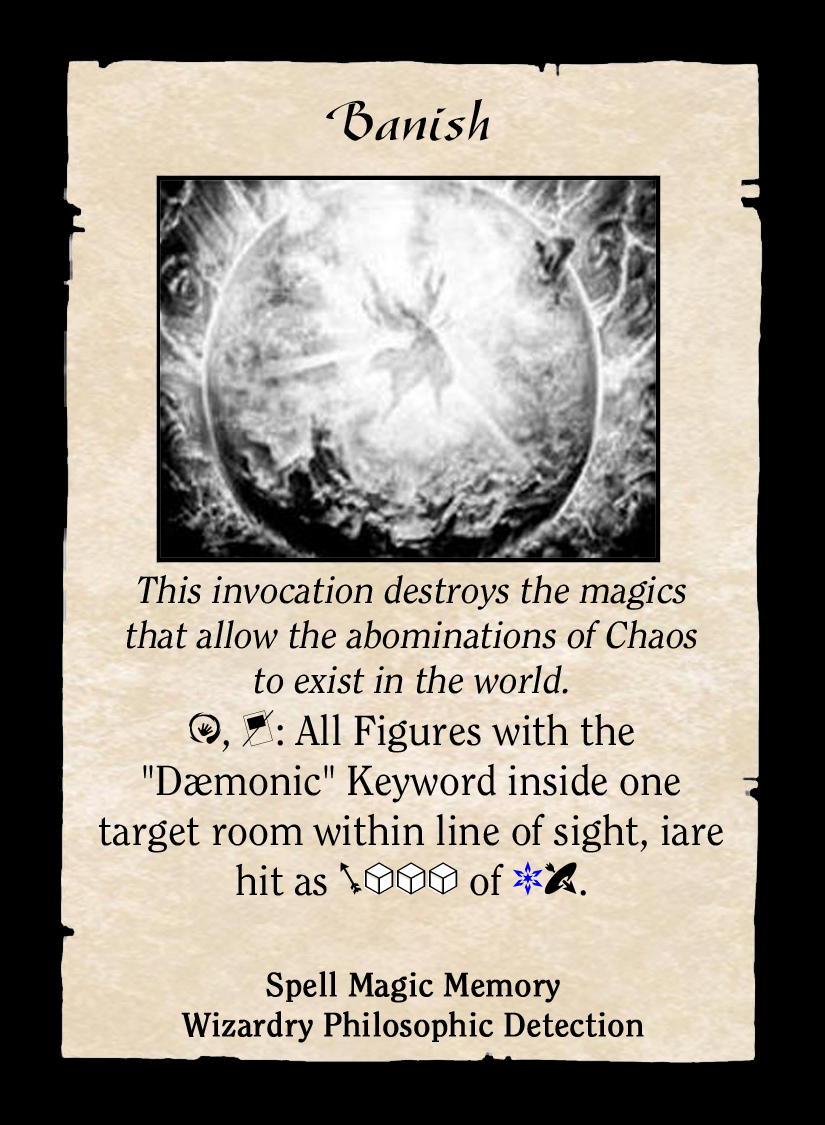 Banish
This invocation destroys the magics
that allow the abominations of Chaos
to exist in the world.
, : All Figures with the
"Dæmonic" Keyword inside one
target room within line of sight, iare
hit as of .
Spell Magic Memory
Wizardry Philosophic Detection